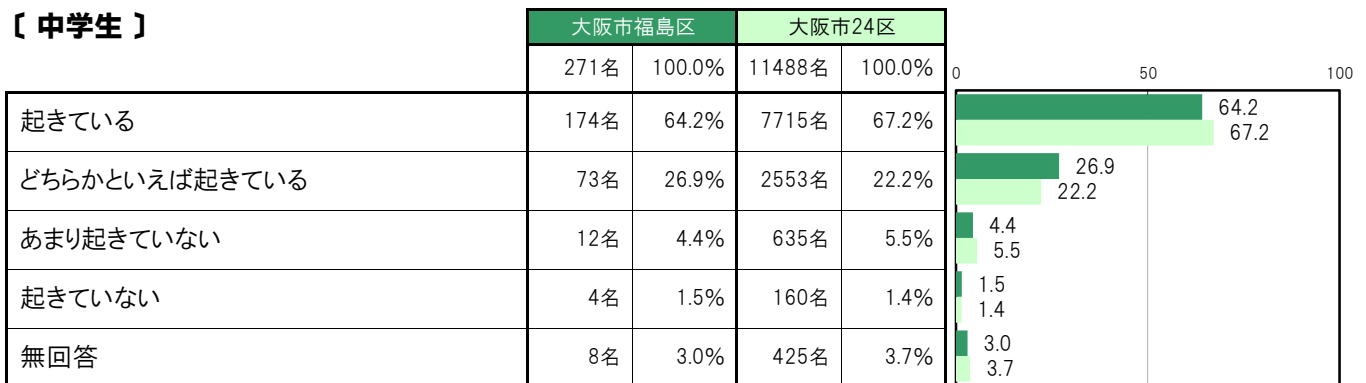 〔 中学生 〕
大阪市福島区 大阪市24区
271名 100.0% 11488名 100.0%
0 50 100
起きている 174名 64.2% 7715名 67.2%
64.2
67.2
どちらかといえば起きている 73名 26.9% 2553名 22.2%
26.9
22.2
あまり起きていない 12名 4.4% 635名 5.5%
4.4
5.5
起きていない 4名 1.5% 160名 1.4%
1.5
1.4
無回答 8名 3.0% 425名 3.7%
3.0
3.7